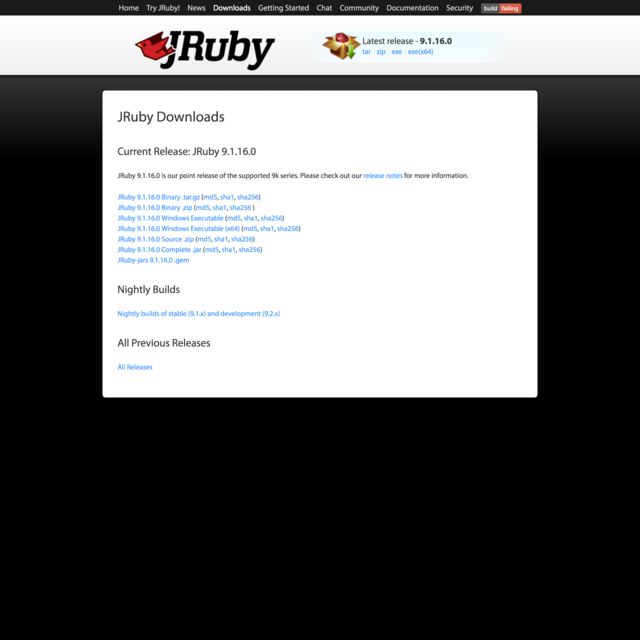 Home Try JRuby! News Downloads Getting Started Chat Community Documentation Security build failing
JRuby
Latest release - 9.1.16.0
tar | zip | exe | exe(x64)
JRuby Downloads
Current Release: JRuby 9.1.16.0
JRuby 9.1.16.0 is our point release of the supported 9k series. Please check out our release notes for more information.
JRuby 9.1.16.0 Binary .tar.gz (md5, sha1, sha256)
JRuby 9.1.16.0 Binary .zip (md5, sha1, sha256 )
JRuby 9.1.16.0 Windows Executable (md5, sha1, sha256)
JRuby 9.1.16.0 Windows Executable (x64) (md5, sha1, sha256)
JRuby 9.1.16.0 Source .zip (md5, sha1, sha256)
JRuby 9.1.16.0 Complete .jar (md5, sha1, sha256)
JRuby-jars 9.1.16.0 .gem
Nightly Builds
Nightly builds of stable (9.1.x) and development (9.2.x)
All Previous Releases
All Releases